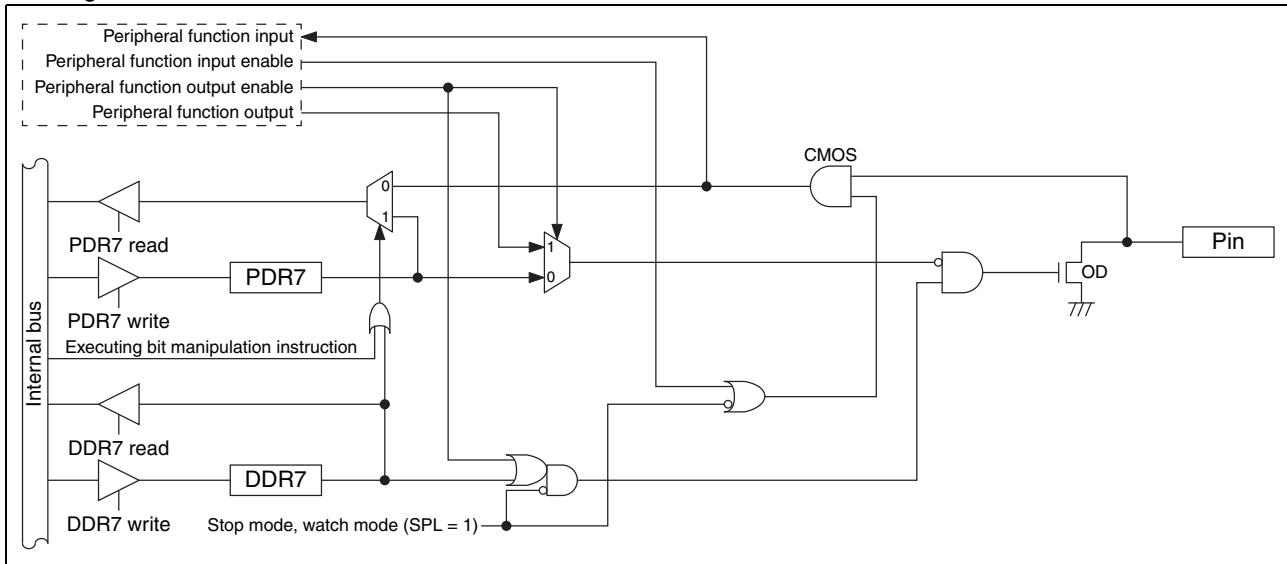 Peripheral function input
Peripheral function input enable
Peripheral function output enable
Peripheral function output
CMOS
0
1
PDR7 read
1
0
Pin
PDR7
OD
PDR7 write
Executing bit manipulation instruction
Internal bus
DDR7 read
DDR7
DDR7 write
Stop mode, watch mode (SPL = 1)